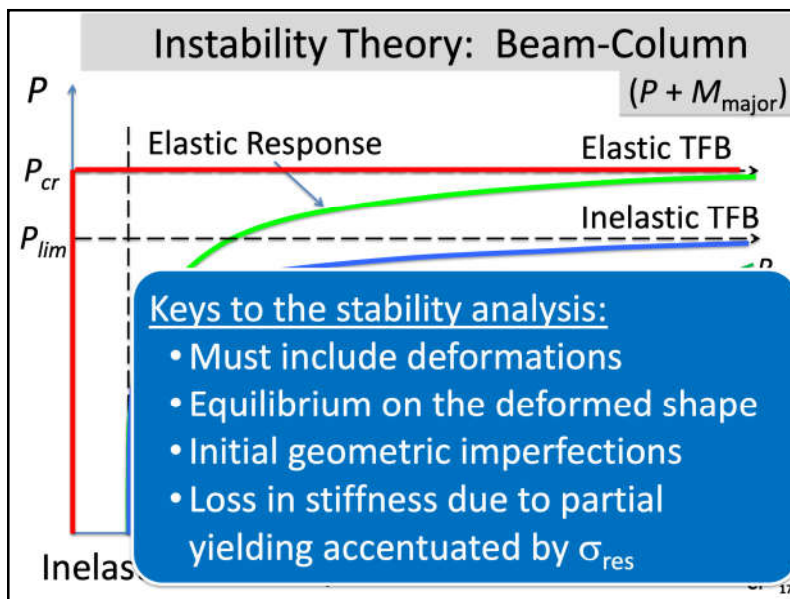 Instability Theory: Beam-Column
P
(P + Mmajor)
Elastic Response
Elastic TFB
Pcr
Inelastic TFB
Plim
Keys to the stability analysis:
• Must include deformations
• Equilibrium on the deformed shape
• Initial geometric imperfections
• Loss in stiffness due to partial
yielding accentuated by σres
17